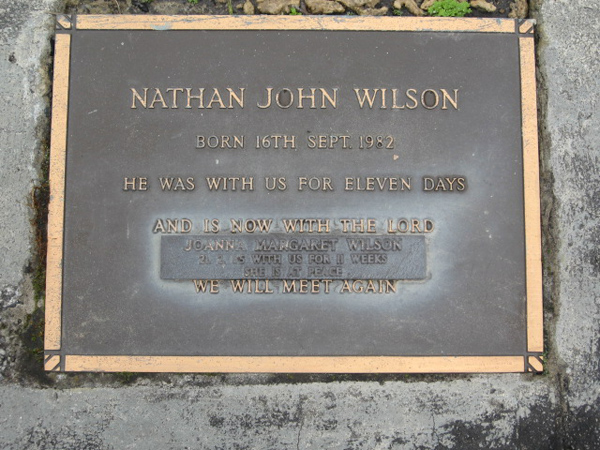 NATHAN JOHN WILSON
BORN 16TH SEPT. 1982
HE WAS WITH US FOR ELEVEN DAYS
AND IS NOW WITH THE LORD
JOANNA MARGARET WILSON
WITH US FOR 11 WEEKS
SHE IS AT PEACE
WE WILL MEET AGAIN